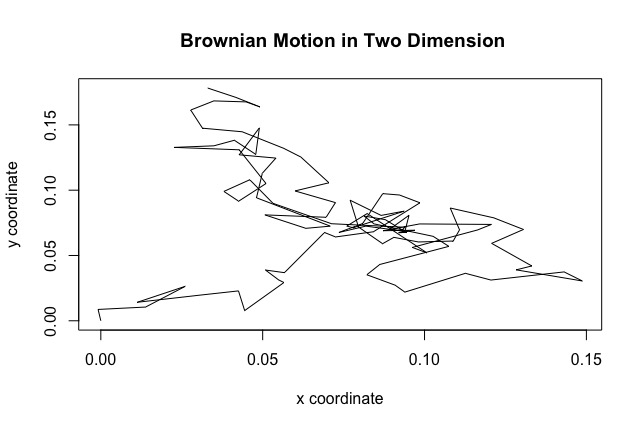 Brownian Motion in Two Dimension
y coordinate
0.15
0.10
0.05
0.00
0.00 0.05 0.10 0.15
x coordinate